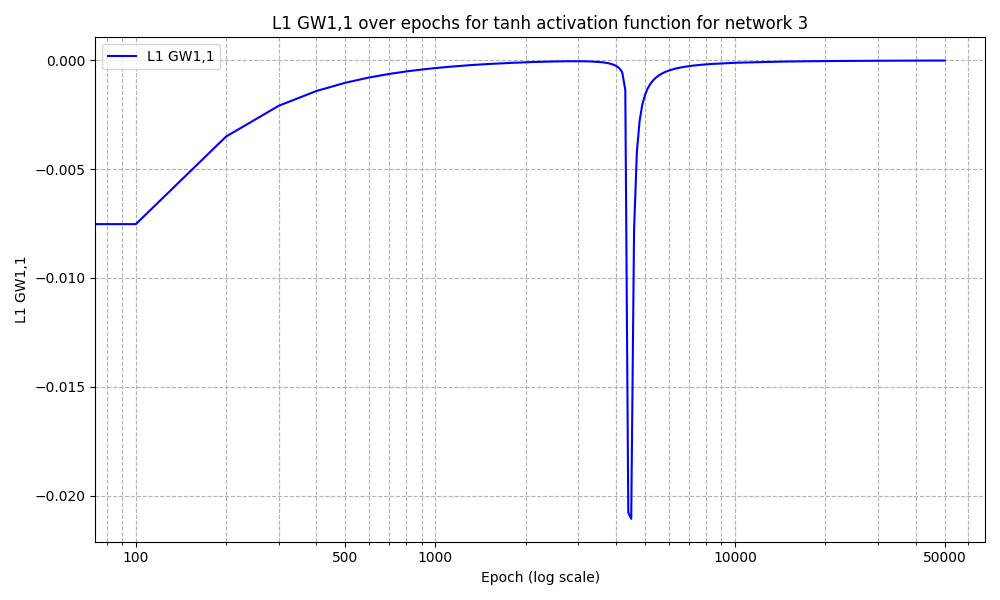 L1 GW1,1 over epochs for tanh activation function for network 3
L1 GW1,1
0.000
−0.005
−0.010
−0.015
−0.020
L1 GW1,1
100
500
1000
10000
50000
Epoch (log scale)